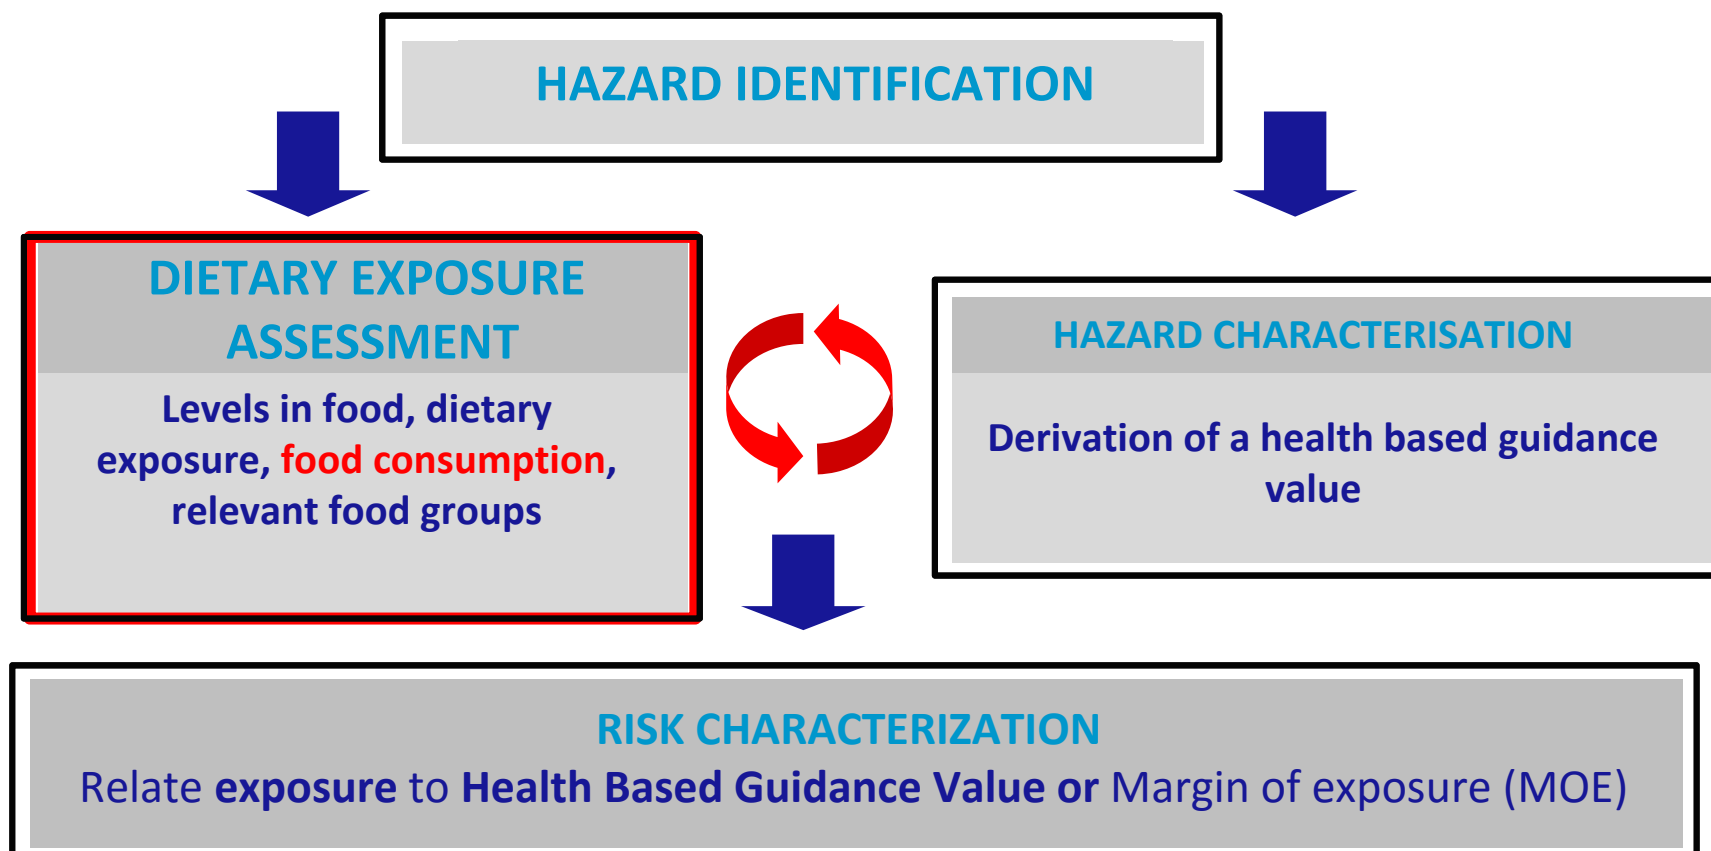 HAZARD IDENTIFICATION
DIETARY EXPOSURE
ASSESSMENT
Levels in food, dietary
exposure, food consumption,
relevant food groups
HAZARD CHARACTERISATION
Derivation of a health based guidance
value
RISK CHARACTERIZATION
Relate exposure to Health Based Guidance Value or Margin of exposure (MOE)